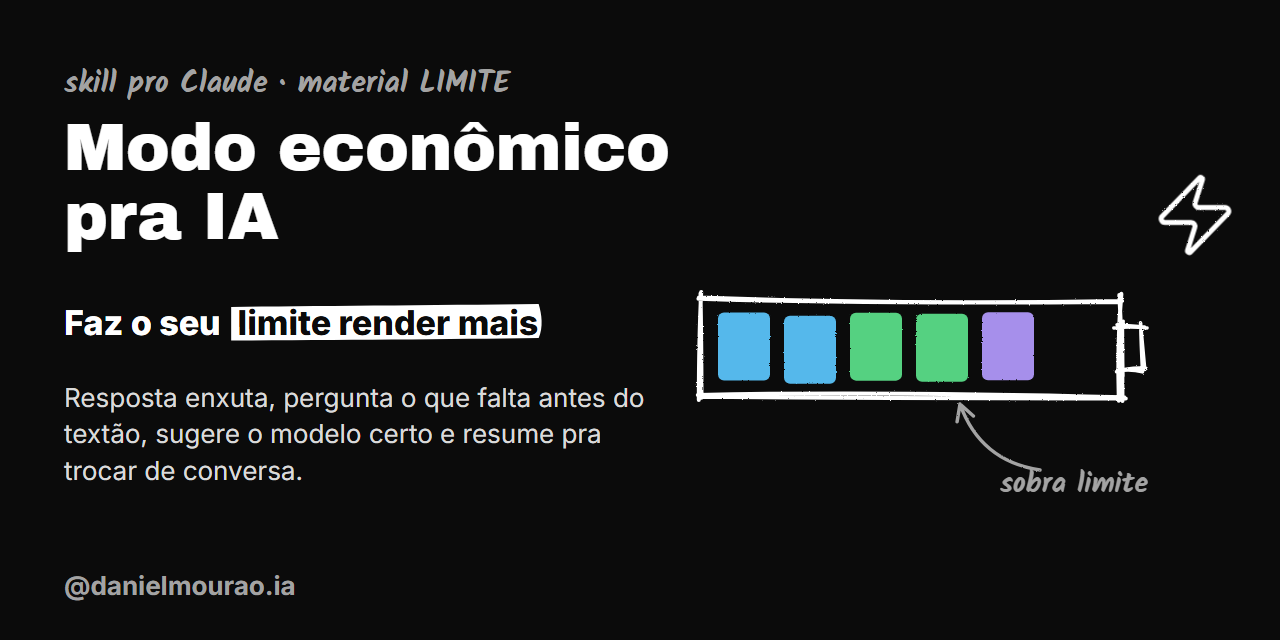 skill pro Claude · material LIMITE
Modo econômico
pra IA
Faz o seu limite render mais
Resposta enxuta, pergunta o que falta antes do
textão, sugere o modelo certo e resume pra
trocar de conversa.
sobra limite
@danielmourao.ia